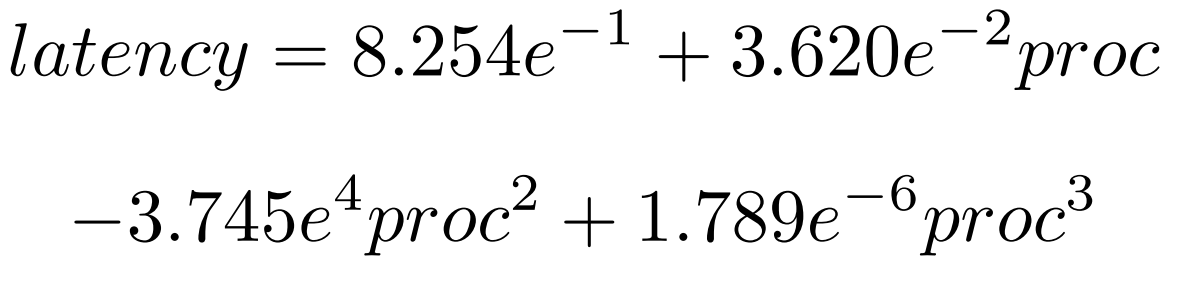 latency = 8.254e^{-1} + 3.620e^{-2}proc
-3.745e^{4}proc^{2} + 1.789e^{-6}proc^{3}